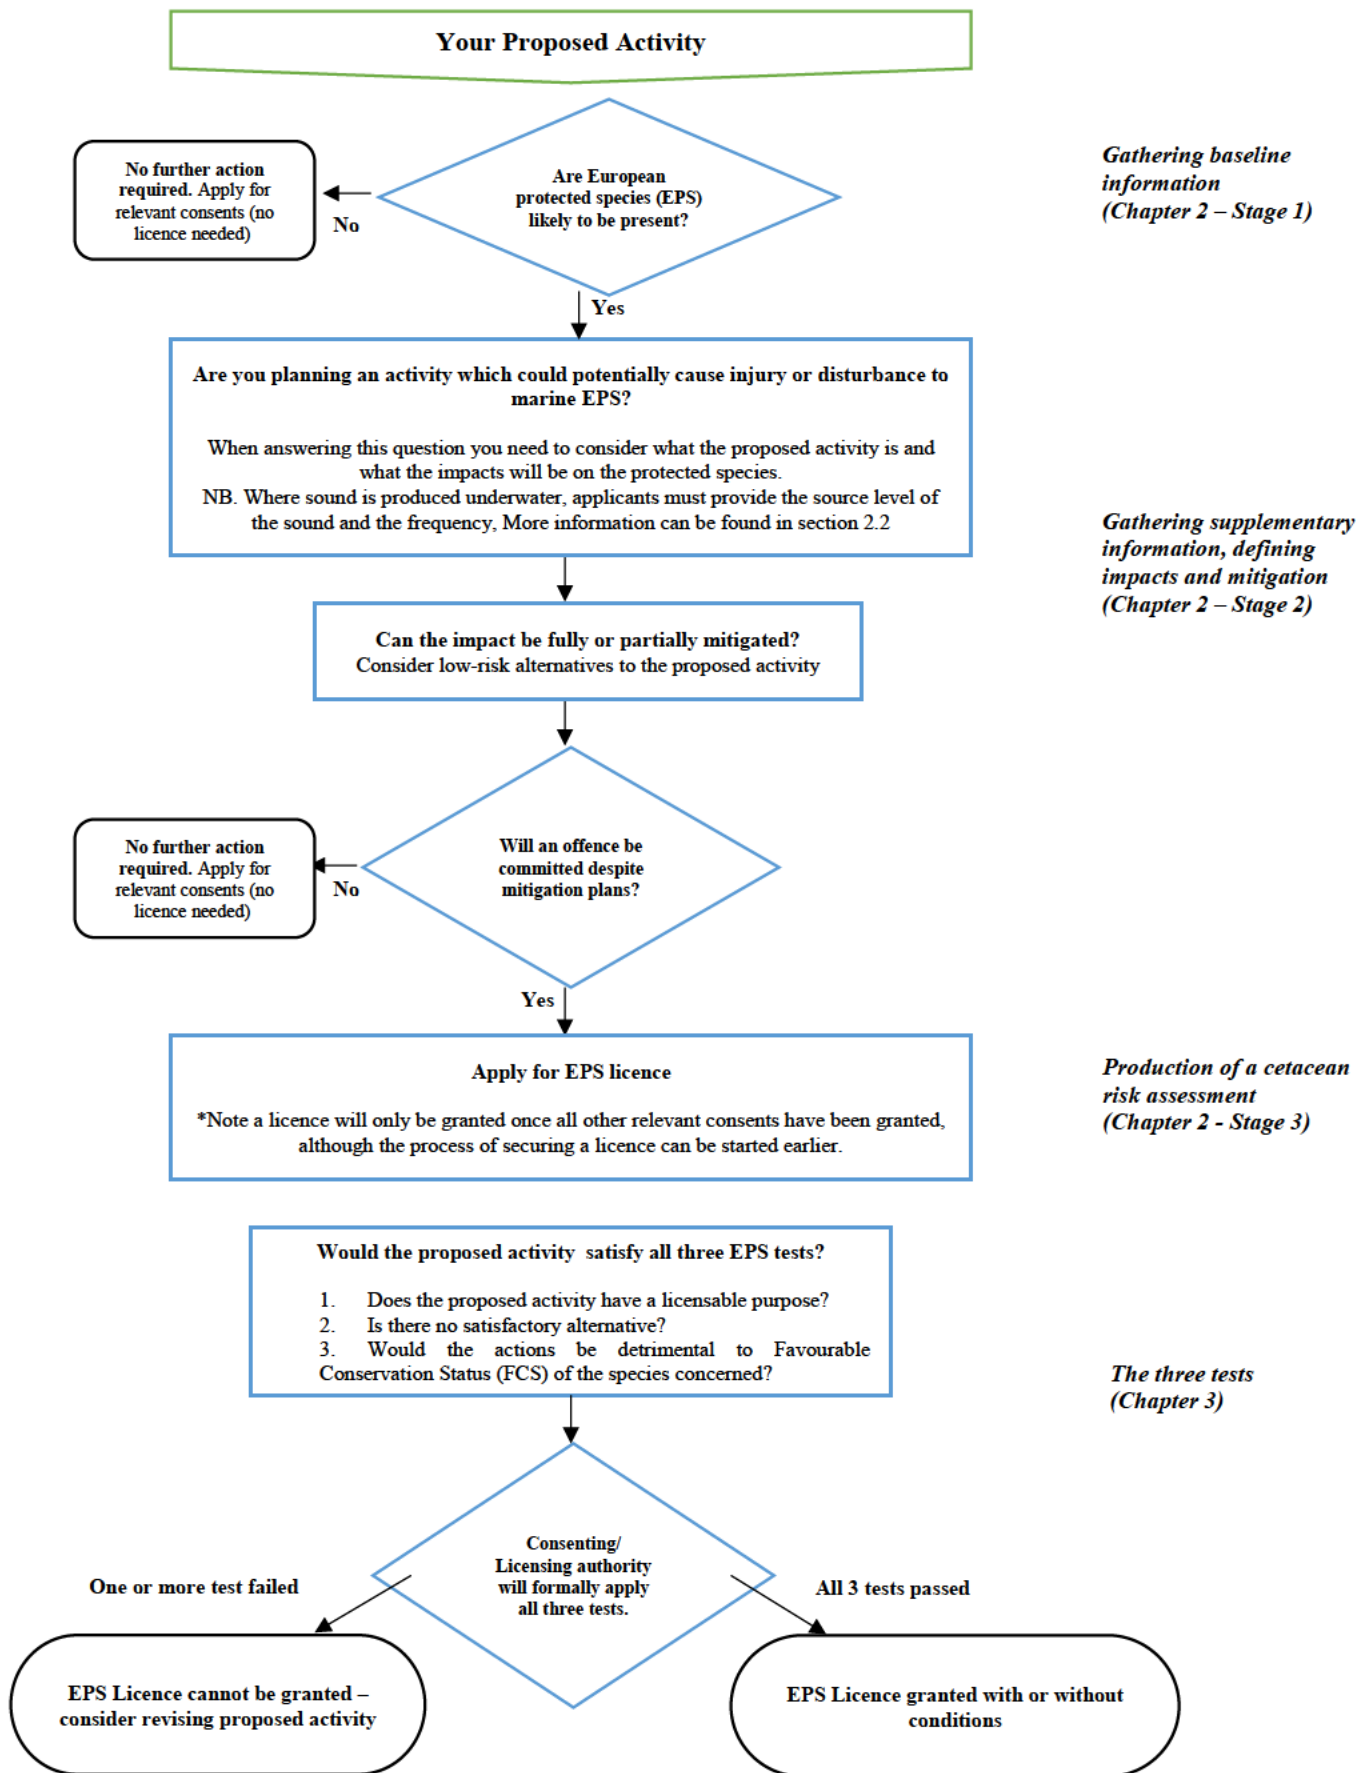 Your Proposed Activity
Are European
protected species (EPS)
likely to be present?
No further action
required. Apply for
relevant consents (no
licence needed)
No
Gathering baseline
information
(Chapter 2 – Stage 1)
Yes
Are you planning an activity which could potentially cause injury or disturbance to
marine EPS?
When answering this question you need to consider what the proposed activity is and
what the impacts will be on the protected species.
NB. Where sound is produced underwater, applicants must provide the source level of
the sound and the frequency, More information can be found in section 2.2
Gathering supplementary
information, defining
impacts and mitigation
(Chapter 2 – Stage 2)
Can the impact be fully or partially mitigated?
Consider low-risk alternatives to the proposed activity
Will an offence be
committed despite
mitigation plans?
No further action
required. Apply for
relevant consents (no
licence needed)
No
Yes
Apply for EPS licence
*Note a licence will only be granted once all other relevant consents have been granted,
although the process of securing a licence can be started earlier.
Production of a cetacean
risk assessment
(Chapter 2 - Stage 3)
Would the proposed activity satisfy all three EPS tests?
1. Does the proposed activity have a licensable purpose?
2. Is there no satisfactory alternative?
3. Would the actions be detrimental to Favourable
Conservation Status (FCS) of the species concerned?
The three tests
(Chapter 3)
Consenting/
Licensing authority
will formally apply
all three tests.
One or more test failed
All 3 tests passed
EPS Licence cannot be granted –
consider revising proposed activity
EPS Licence granted with or without
conditions